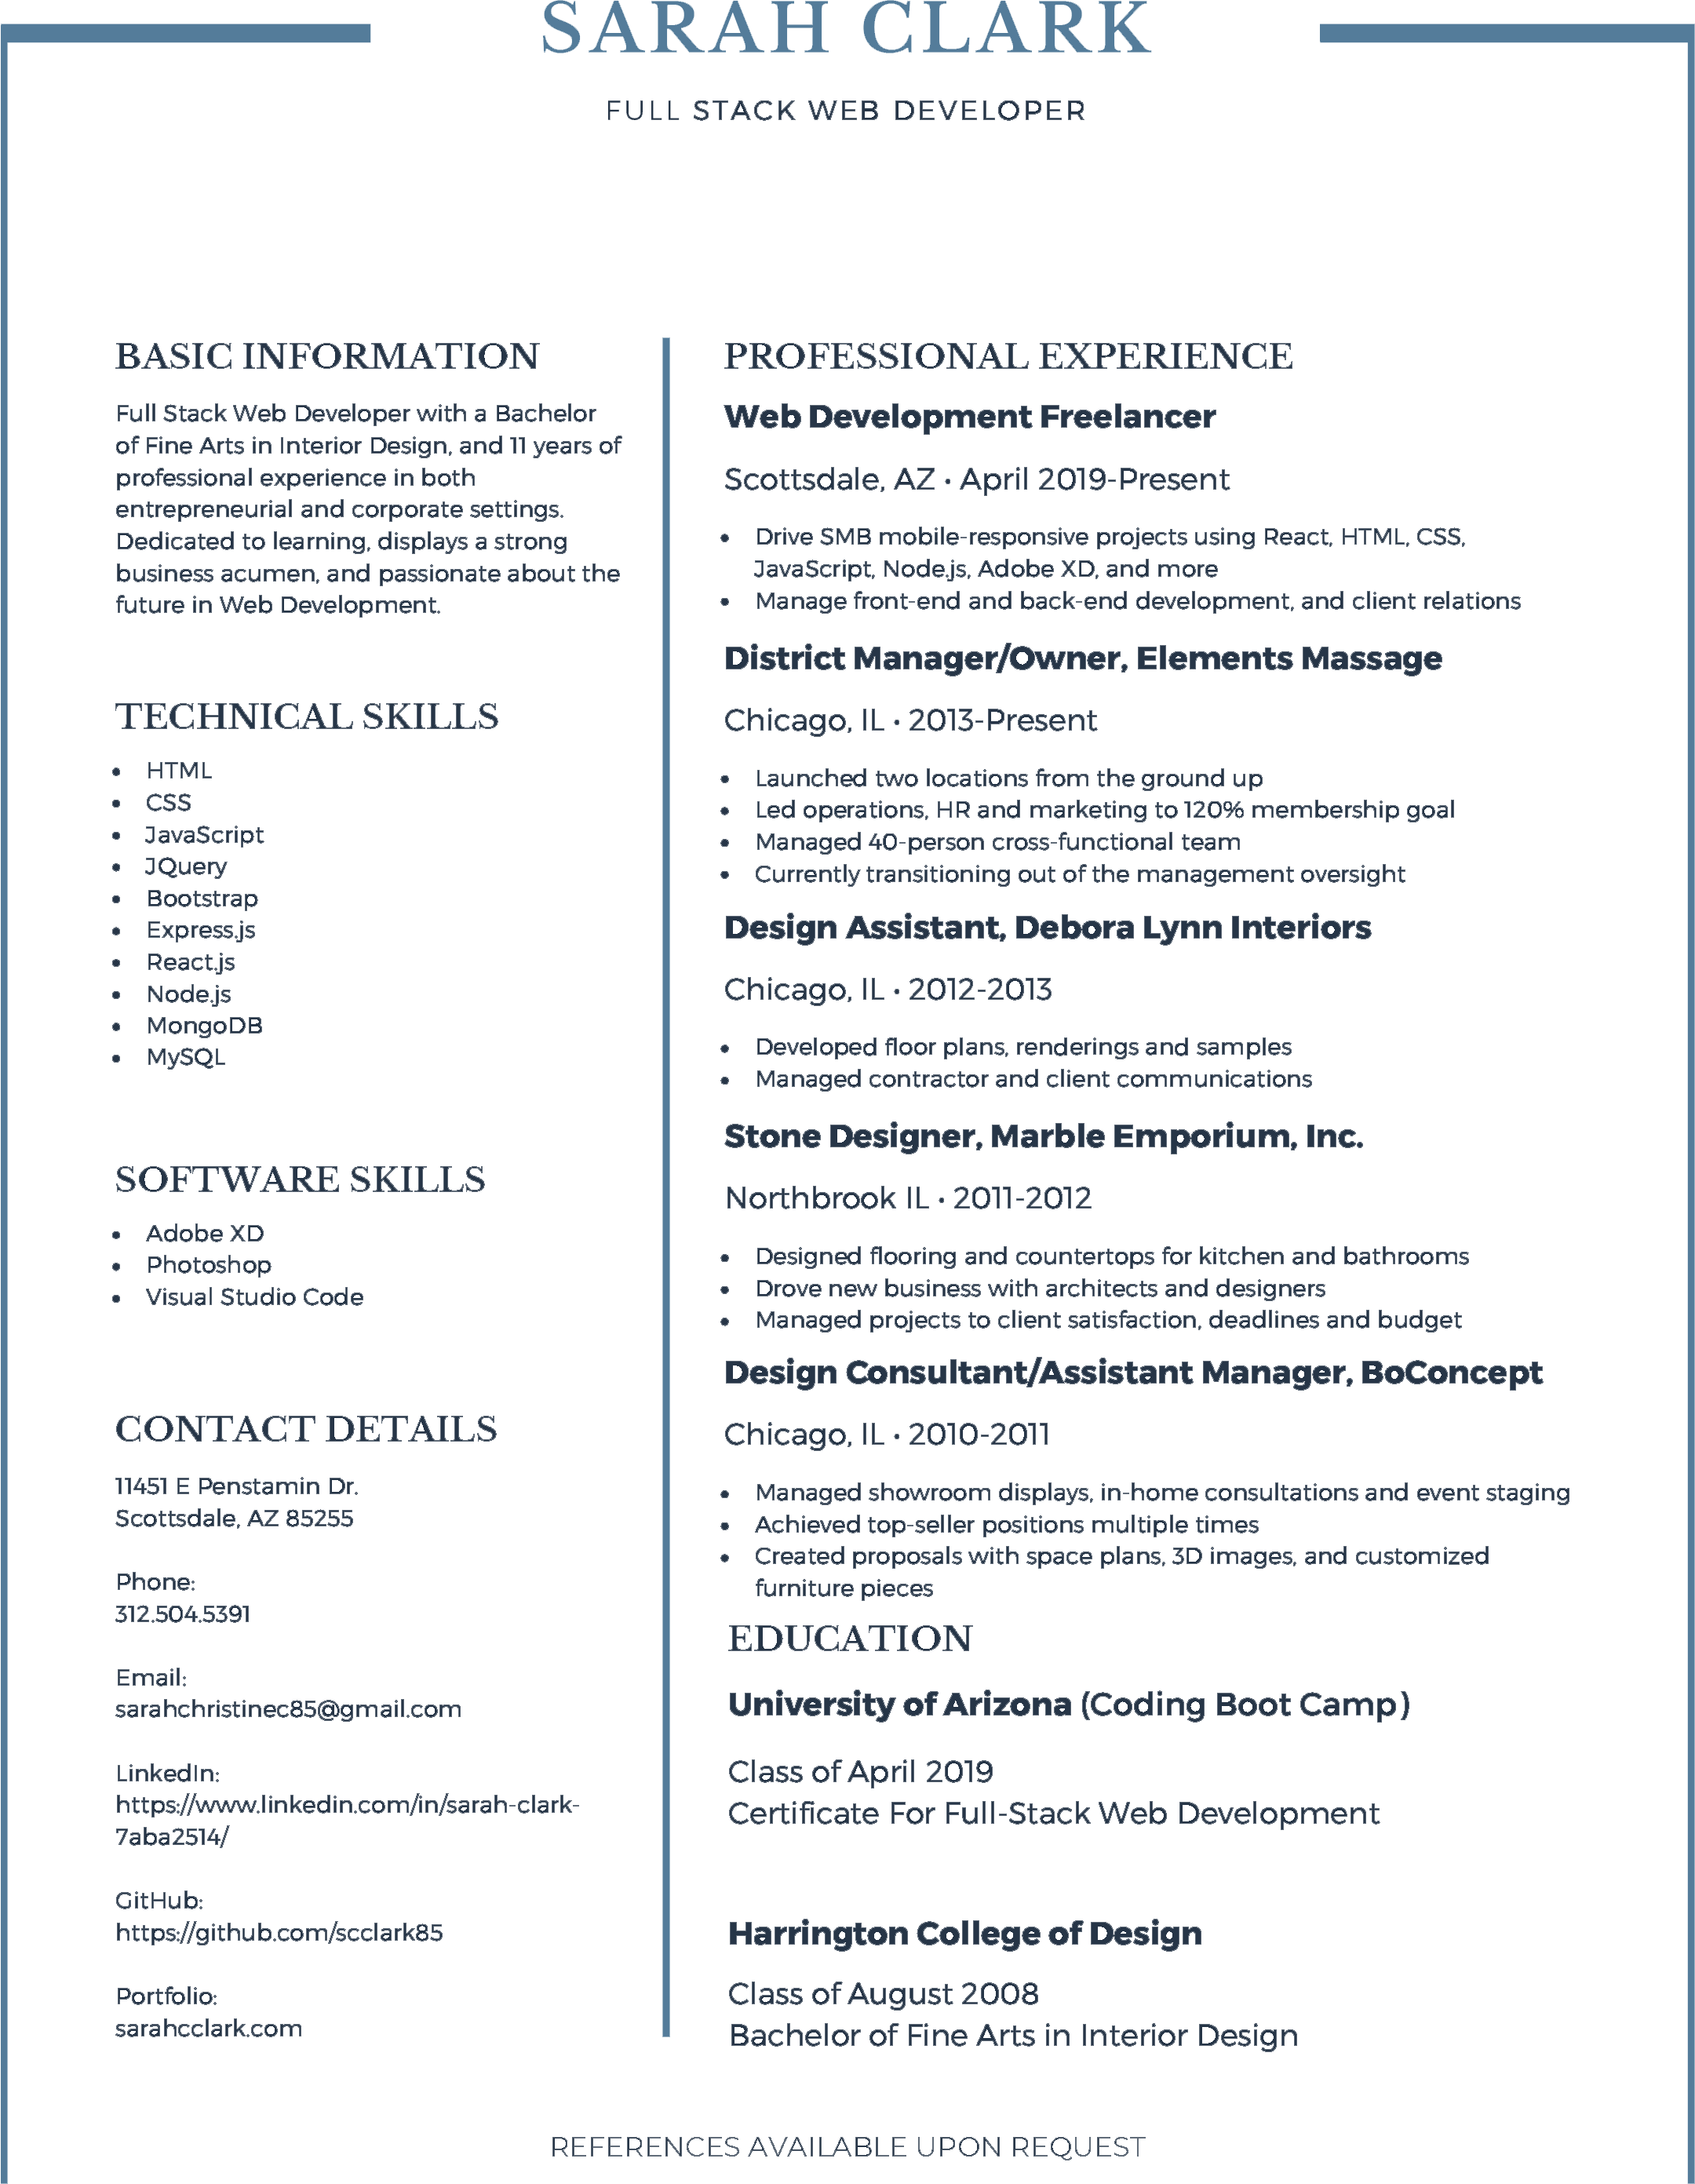 SARAH CLARK
FULL STACK WEB DEVELOPER
BASIC INFORMATION
Full Stack Web Developer with a Bachelor
of Fine Arts in Interior Design, and 11 years of
professional experience in both
entrepreneurial and corporate settings.
Dedicated to learning, displays a strong
business acumen, and passionate about the
future in Web Development.
TECHNICAL SKILLS
• HTML
• CSS
• JavaScript
• JQuery
• Bootstrap
• Express.js
• React.js
• Node.js
• MongoDB
• MySQL
SOFTWARE SKILLS
• Adobe XD
• Photoshop
• Visual Studio Code
CONTACT DETAILS
11451 E Penstamin Dr.
Scottsdale, AZ 85255
Phone:
312.504.5391
Email:
sarahchristinec85@gmail.com
LinkedIn:
https://www.linkedin.com/in/sarah-clark-
7aba2514/
GitHub:
https://github.com/scclark85
Portfolio:
sarahcclark.com
PROFESSIONAL EXPERIENCE
Web Development Freelancer
Scottsdale, AZ • April 2019-Present
• Drive SMB mobile-responsive projects using React, HTML, CSS,
JavaScript, Node.js, Adobe XD, and more
• Manage front-end and back-end development, and client relations
District Manager/Owner, Elements Massage
Chicago, IL • 2013-Present
• Launched two locations from the ground up
• Led operations, HR and marketing to 120% membership goal
• Managed 40-person cross-functional team
• Currently transitioning out of the management oversight
Design Assistant, Debora Lynn Interiors
Chicago, IL • 2012-2013
• Developed floor plans, renderings and samples
• Managed contractor and client communications
Stone Designer, Marble Emporium, Inc.
Northbrook IL • 2011-2012
• Designed flooring and countertops for kitchen and bathrooms
• Drove new business with architects and designers
• Managed projects to client satisfaction, deadlines and budget
Design Consultant/Assistant Manager, BoConcept
Chicago, IL • 2010-2011
• Managed showroom displays, in-home consultations and event staging
• Achieved top-seller positions multiple times
• Created proposals with space plans, 3D images, and customized
furniture pieces
EDUCATION
University of Arizona (Coding Boot Camp)
Class of April 2019
Certificate For Full-Stack Web Development
Harrington College of Design
Class of August 2008
Bachelor of Fine Arts in Interior Design
REFERENCES AVAILABLE UPON REQUEST